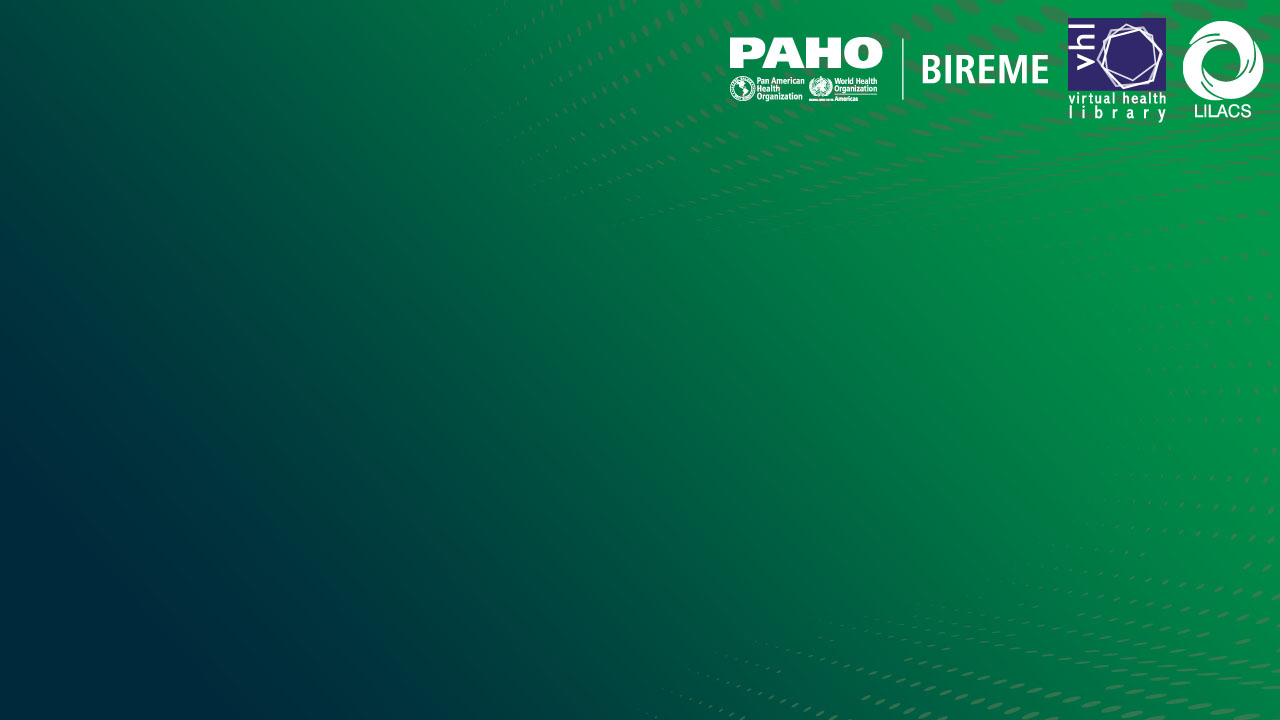 PAHO
Pan American
Health
Organization
World Health
Organization
Americas
BIREME
vhl
virtual health
library
LILACS